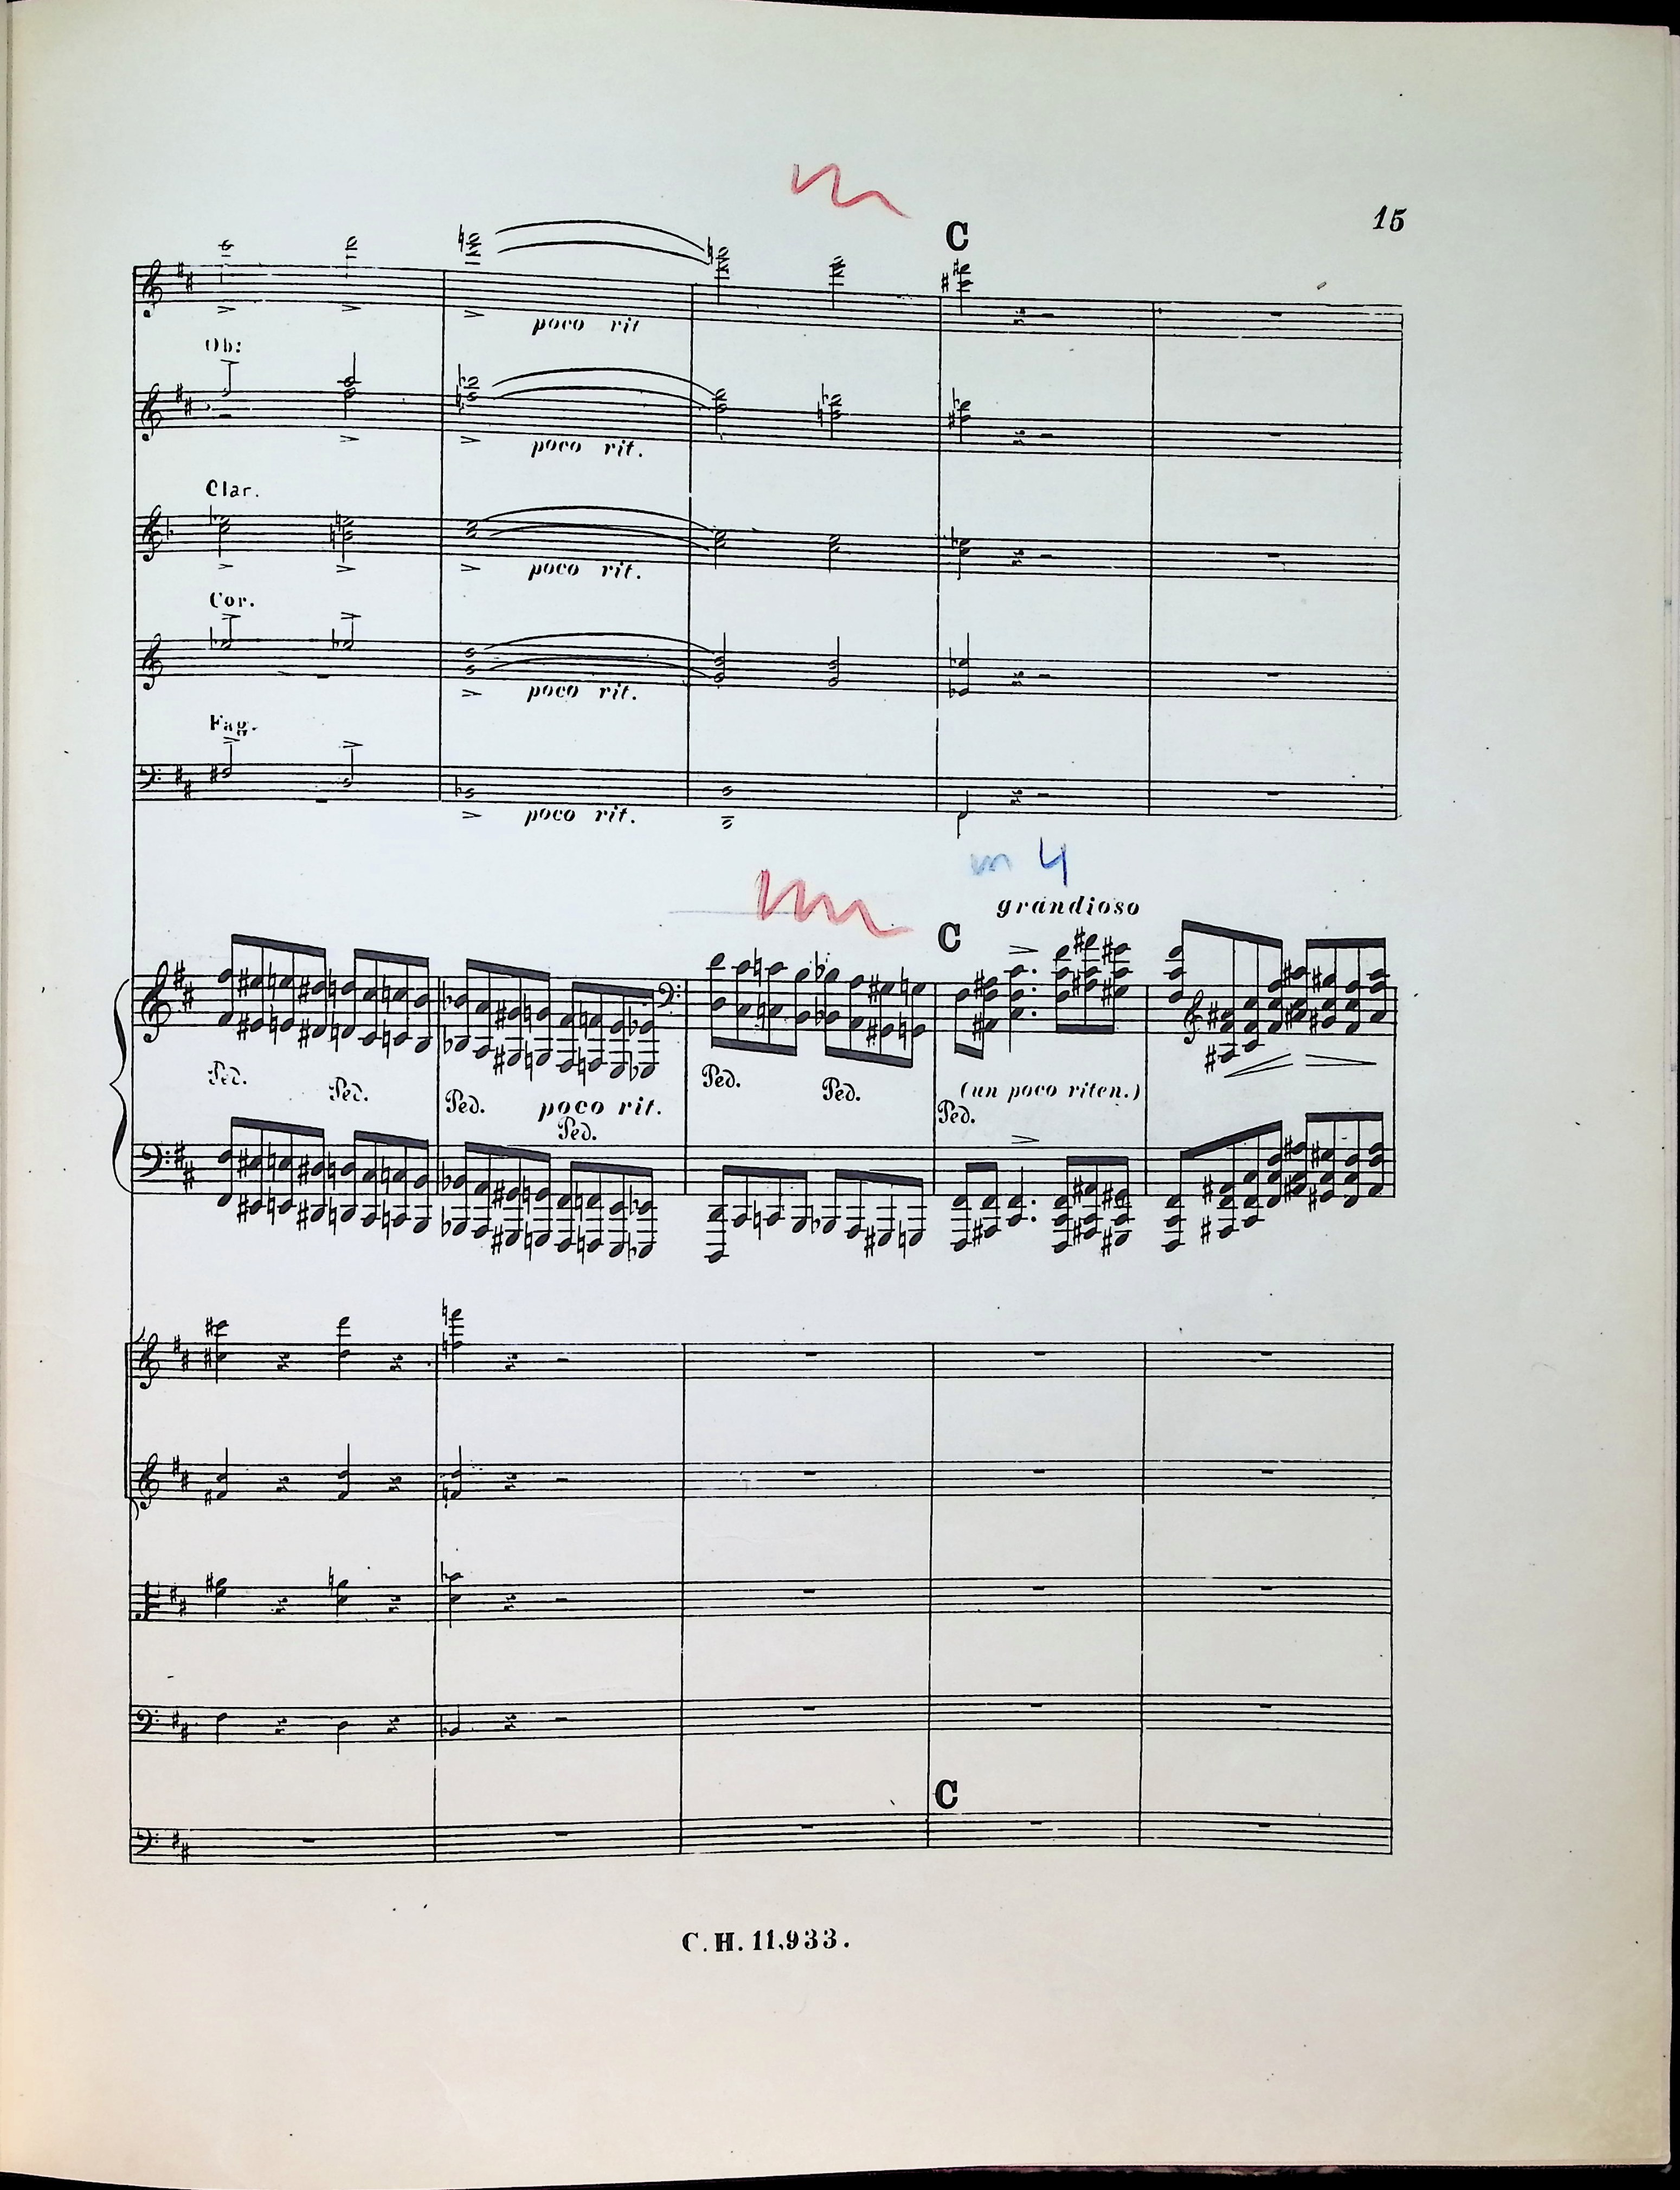 15
C
poco rit
Ob:
poco rit.
Clar.
poco rit.
Cor.
poco rit.
Fag.
poco rit.
m 4
grandioso
C
Ped. Ped. Ped. poco rit. Ped. Ped. Ped. (un poco riten.) Ped.
C
C. H. 11,933.